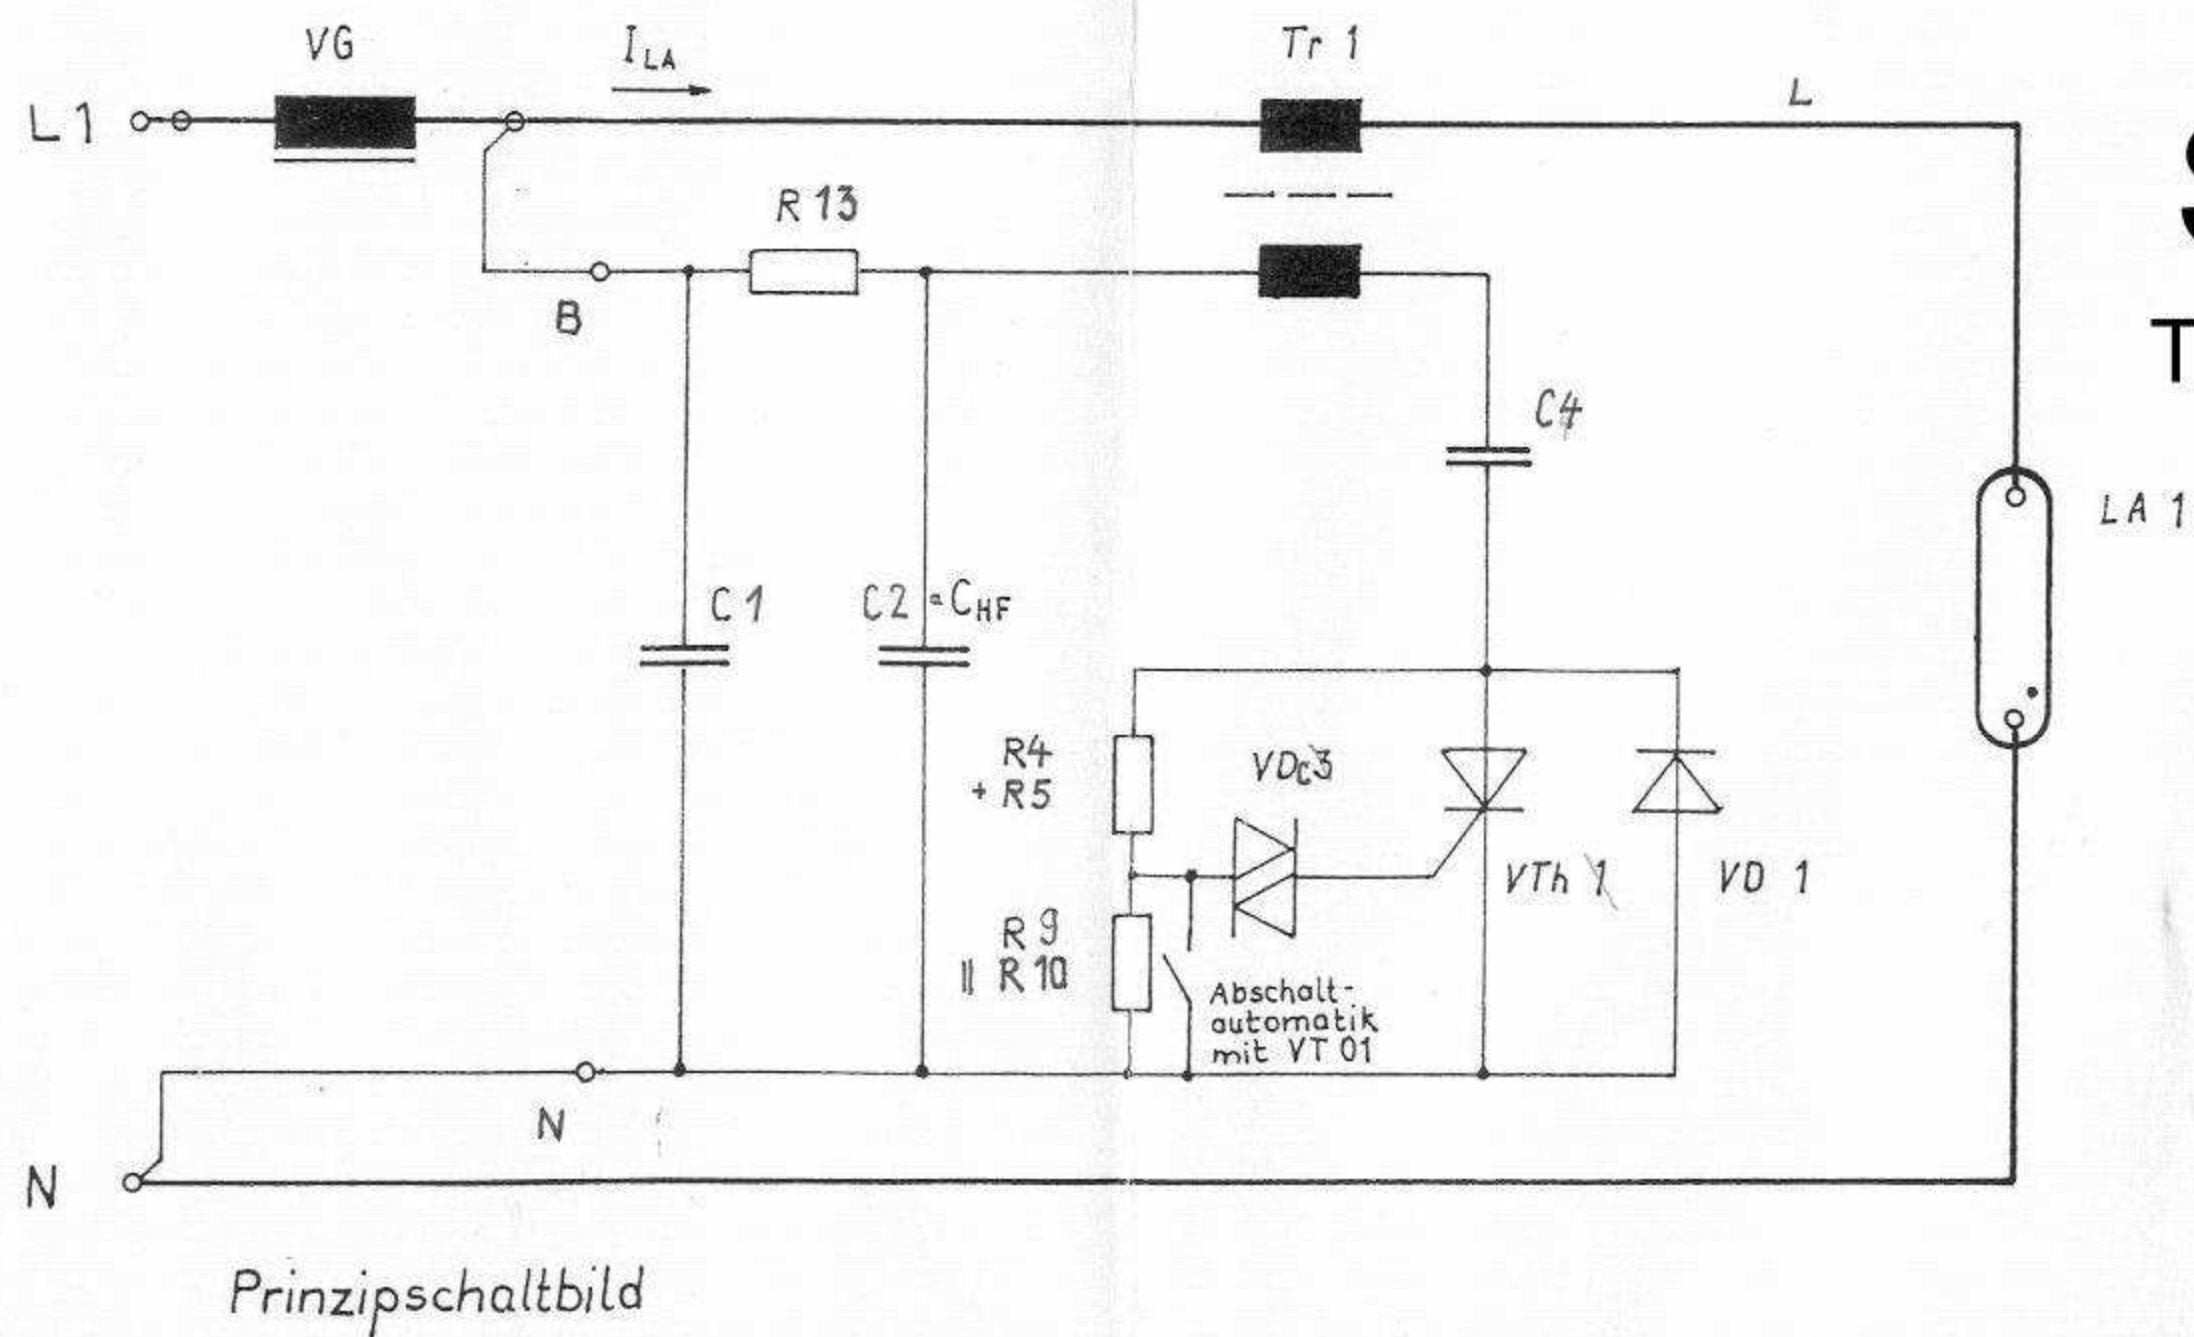 VG
I_LA
Tr 1
L 1
L
R 13
B
C4
LA 1
C 1
C2 = C_HF
R4
+ R5
VDc3
VTh 1
VD 1
R 9
|| R 10
Abschalt-
automatik
mit VT 01
N
N
Prinzipschaltbild